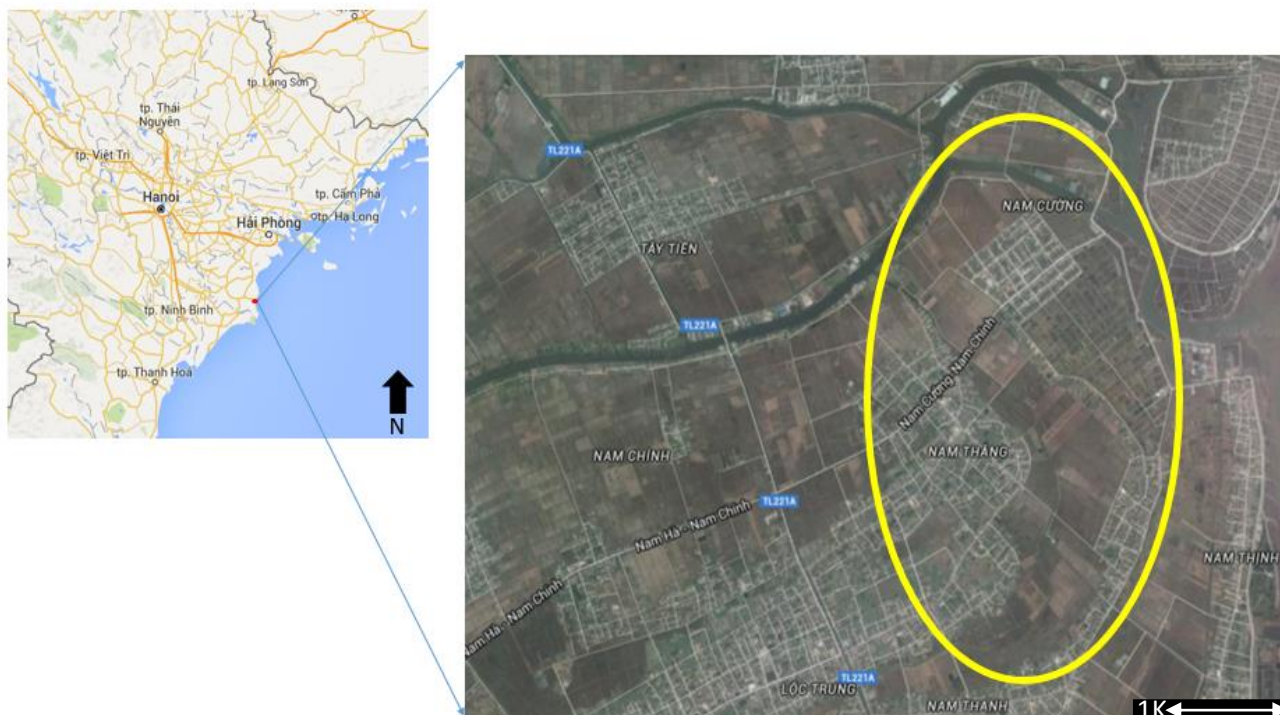 tp. Lạng Sơn
tp. Thái
Nguyên
tp. Việt Trì
Hanoi
tp. Cẩm Phả
tp. Hạ Long
Hải Phòng
tp. Ninh Bình
tp. Thanh Hoá
N
TL221A
NAM CƯỜNG
TÂY TIẾN
TL221A
Nam Cường Nam Chính
NAM CHÍNH
NAM THẮNG
TL221A
Nam Hà - Nam Chính
NAM THỊNH
Nam Hà - Nam Chính
TL221A
LỘC TRUNG
NAM THANH
1K